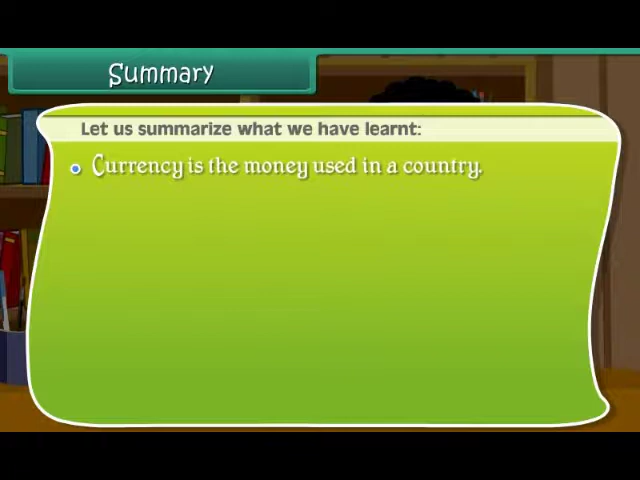 Summary
Let us summarize what we have learnt:
Currency is the money used in a country.